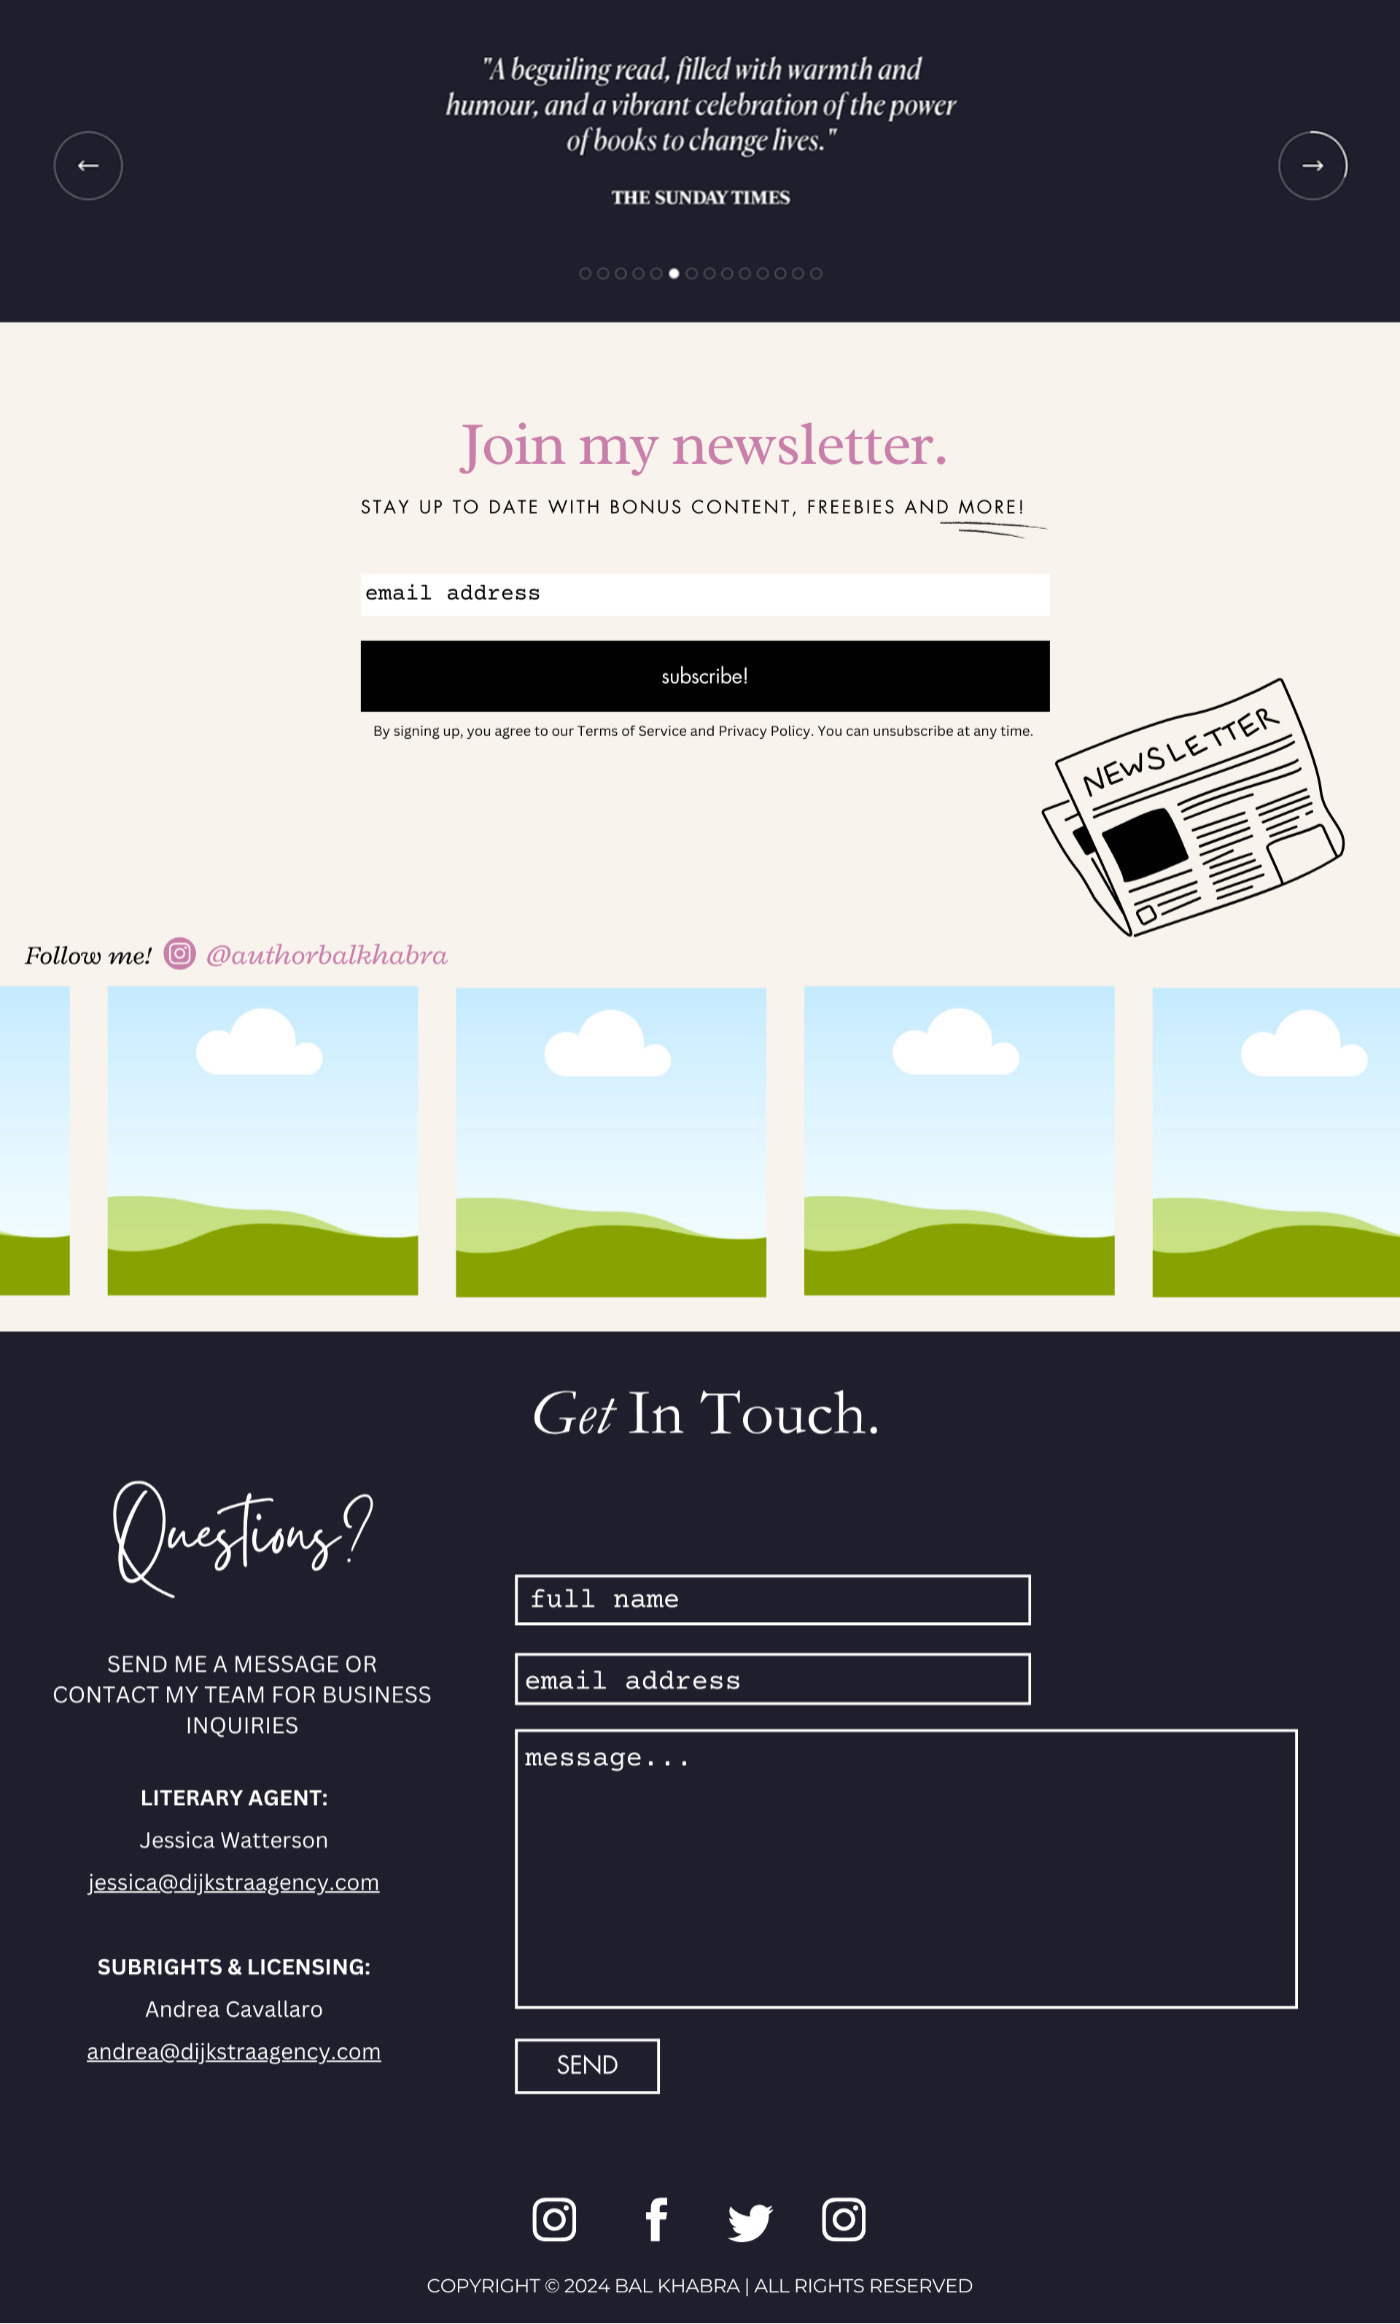 "A beguiling read, filled with warmth and
humour, and a vibrant celebration of the power
of books to change lives."
THE SUNDAY TIMES
Join my newsletter.
STAY UP TO DATE WITH BONUS CONTENT, FREEBIES AND MORE!
email address
subscribe!
By signing up, you agree to our Terms of Service and Privacy Policy. You can unsubscribe at any time.
NEWSLETTER
Follow me! @authorbalkhabra
Get In Touch.
Questions?
SEND ME A MESSAGE OR
CONTACT MY TEAM FOR BUSINESS
INQUIRIES
LITERARY AGENT:
Jessica Watterson
jessica@dijkstraagency.com
SUBRIGHTS & LICENSING:
Andrea Cavallaro
andrea@dijkstraagency.com
full name
email address
message...
SEND
COPYRIGHT © 2024 BAL KHABRA | ALL RIGHTS RESERVED